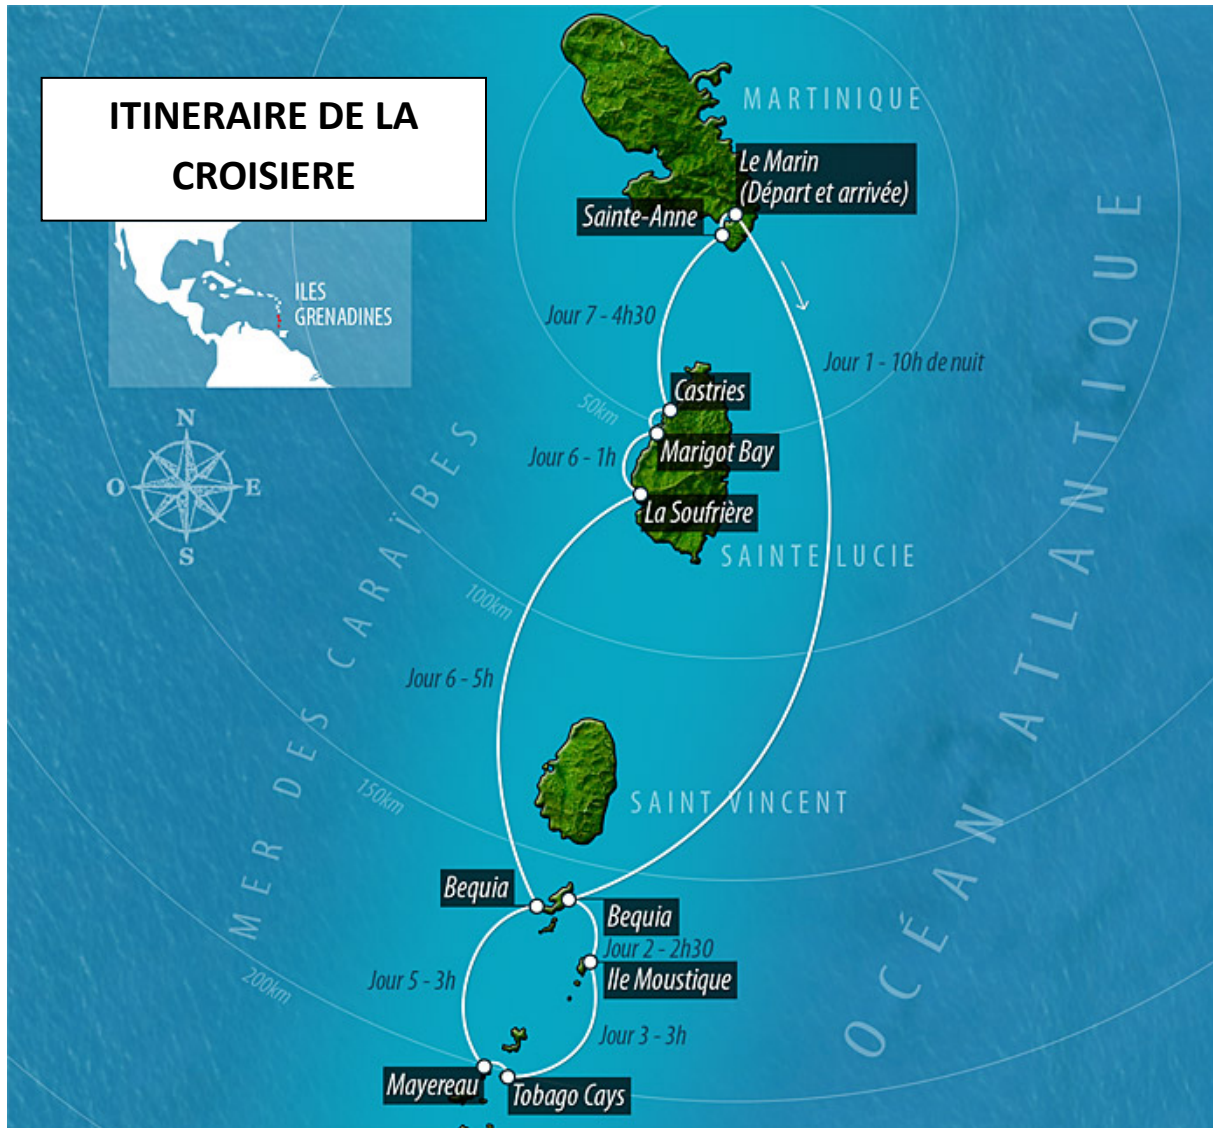 ITINERAIRE DE LA
CROISIERE
MARTINIQUE
Le Marin
(Départ et arrivée)
Sainte-Anne
ILES
GRENADINES
Jour 7 - 4h30
Jour 1 - 10h de nuit
Castries
50km
Marigot Bay
Jour 6 - 1h
La Soufrière
N
O
E
S
SAINTE LUCIE
100km
MER DES CARAÏBES
OCÉAN ATLANTIQUE
Jour 6 - 5h
150km
SAINT VINCENT
Bequia
Bequia
Jour 2 - 2h30
Ile Moustique
Jour 5 - 3h
200km
Jour 3 - 3h
Mayereau
Tobago Cays